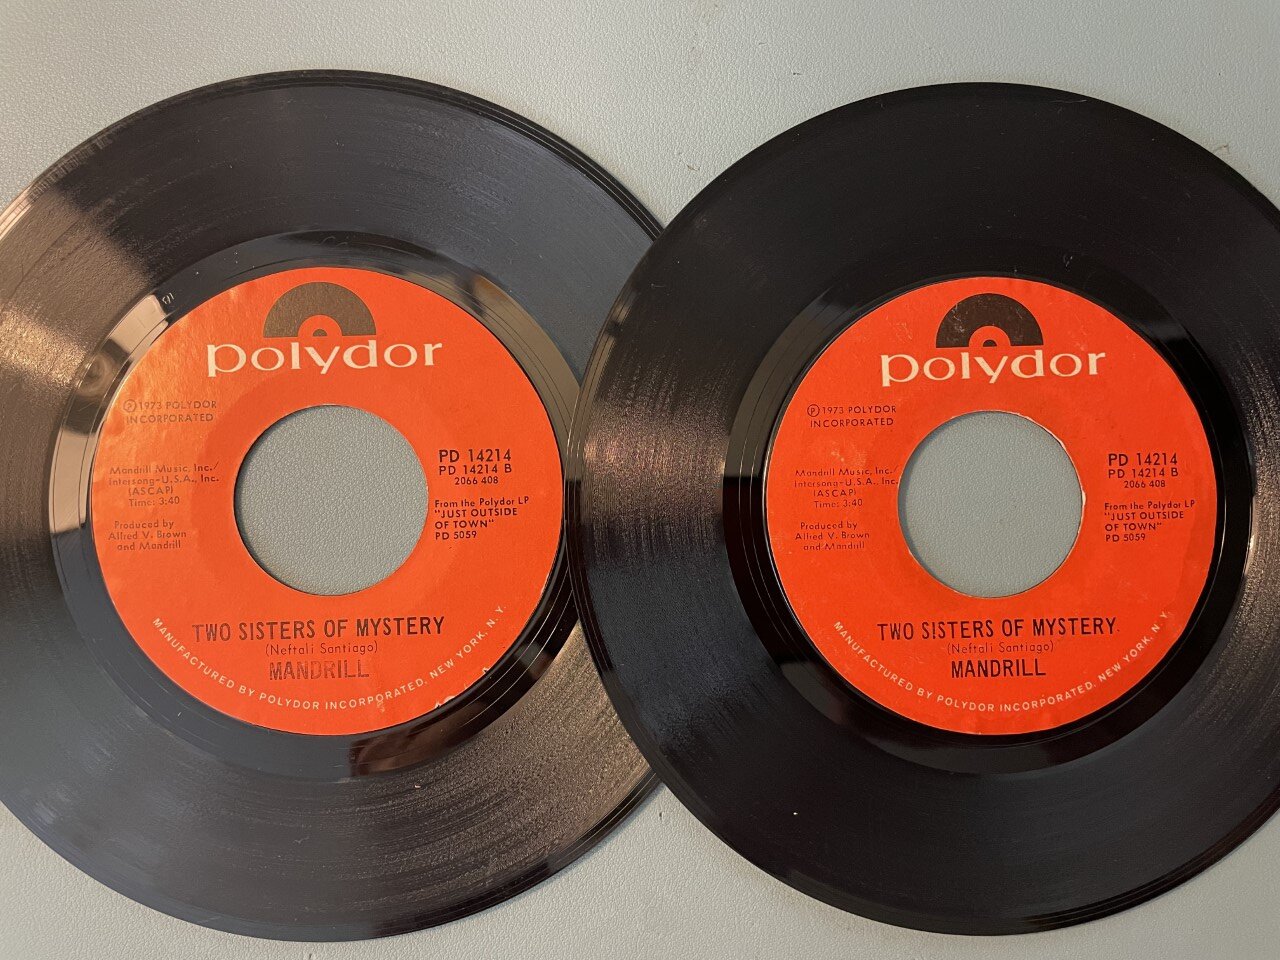 polydor
℗ 1973 POLYDOR
INCORPORATED
PD 14214
PD 14214 B
2066 408
Mandrill Music, Inc./
Intersong-U.S.A., Inc.
(ASCAP)
Time: 3:40
From the Polydor LP
"JUST OUTSIDE
OF TOWN"
PD 5059
Produced by
Alfred V. Brown
and Mandrill
TWO SISTERS OF MYSTERY
(Neftali Santiago)
MANDRILL
MANUFACTURED BY POLYDOR INCORPORATED, NEW YORK, N.Y.
polydor
℗ 1973 POLYDOR
INCORPORATED
PD 14214
PD 14214 B
2066 408
Mandrill Music, Inc./
Intersong-U.S.A., Inc.
(ASCAP)
Time: 3:40
From the Polydor LP
"JUST OUTSIDE
OF TOWN"
PD 5059
Produced by
Alfred V. Brown
and Mandrill
TWO SISTERS OF MYSTERY
(Neftali Santiago)
MANDRILL
MANUFACTURED BY POLYDOR INCORPORATED, NEW YORK, N.Y.